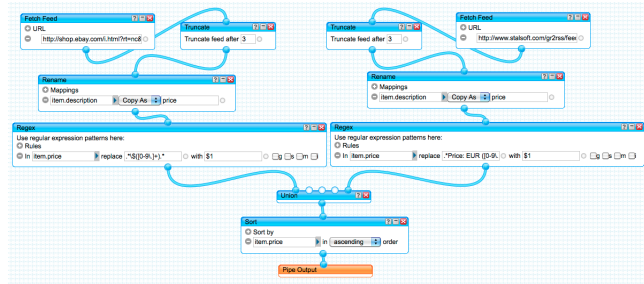 Fetch Feed
URL
http://shop.ebay.com/i.html?rt=nc&
Truncate
Truncate feed after 3
Rename
Mappings
item.description Copy As price
Regex
Use regular expression patterns here:
Rules
In item.price replace .*\$([0-9\.]+).* with $1 g s m i
Truncate
Truncate feed after 3
Fetch Feed
URL
http://www.statsoft.com/gr2rss/feed
Rename
Mappings
item.description Copy As price
Regex
Use regular expression patterns here:
Rules
In item.price replace .*Price: EUR ([0-9\. with $1 g s m i
Union
Sort
Sort by
item.price in ascending order
Pipe Output